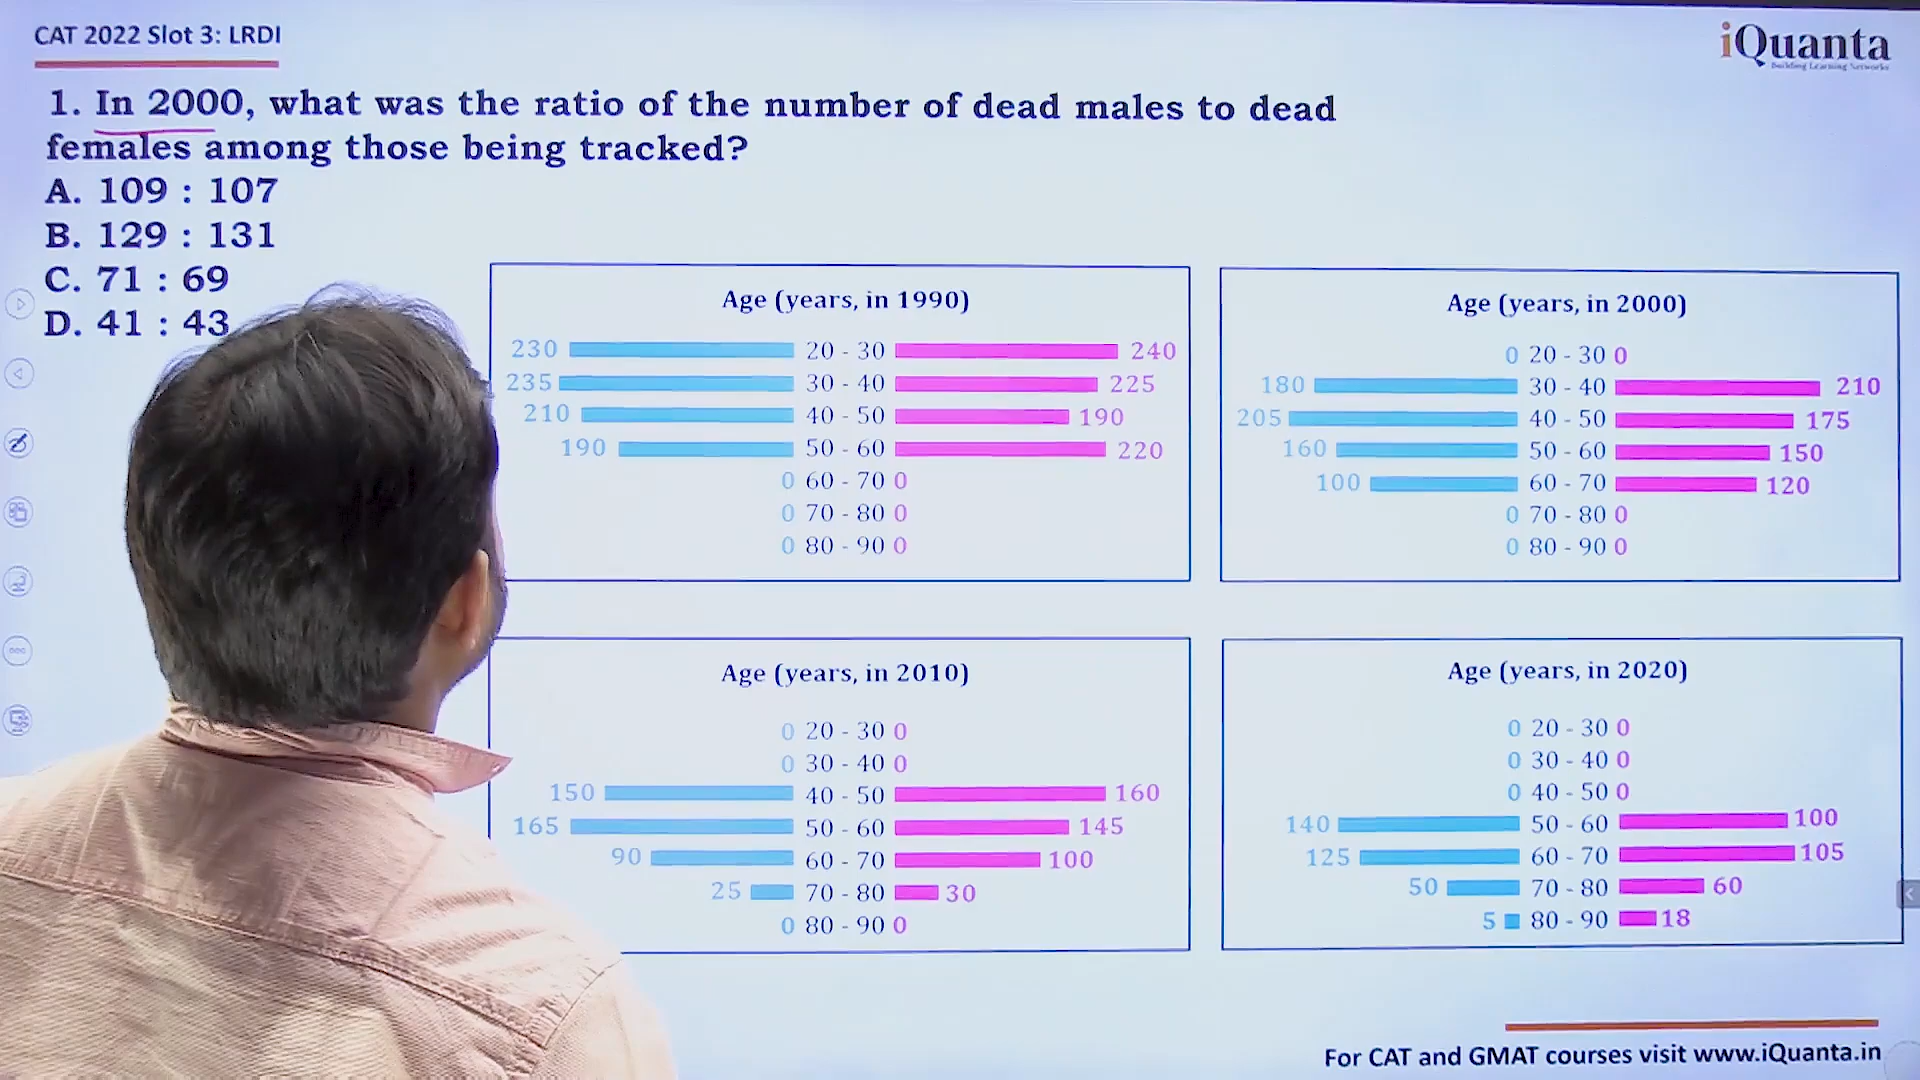 CAT 2022 Slot 3: LRDI
iQuanta
Building Learning Networks
1. In 2000, what was the ratio of the number of dead males to dead
females among those being tracked?
A. 109 : 107
B. 129 : 131
C. 71 : 69
D. 41 : 43
Age (years, in 1990)
230 20 - 30 240
235 30 - 40 225
210 40 - 50 190
190 50 - 60 220
0 60 - 70 0
0 70 - 80 0
0 80 - 90 0
Age (years, in 2000)
0 20 - 30 0
180 30 - 40 210
205 40 - 50 175
160 50 - 60 150
100 60 - 70 120
0 70 - 80 0
0 80 - 90 0
Age (years, in 2010)
0 20 - 30 0
0 30 - 40 0
150 40 - 50 160
165 50 - 60 145
90 60 - 70 100
25 70 - 80 30
0 80 - 90 0
Age (years, in 2020)
0 20 - 30 0
0 30 - 40 0
0 40 - 50 0
140 50 - 60 100
125 60 - 70 105
50 70 - 80 60
5 80 - 90 18
For CAT and GMAT courses visit www.iQuanta.in